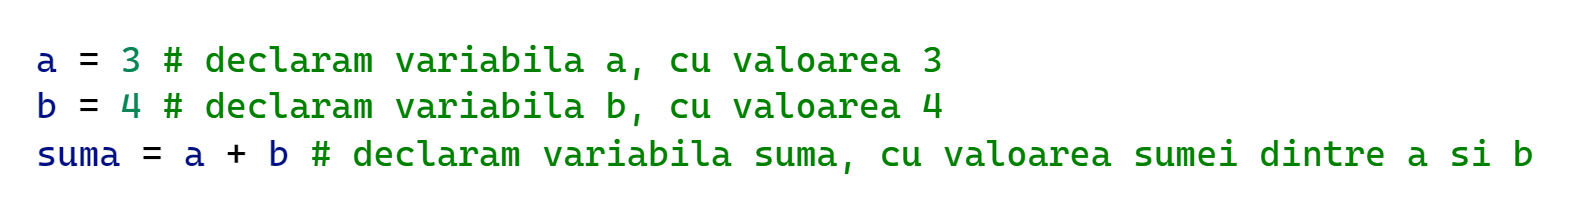 a = 3 # declaram variabila a, cu valoarea 3
b = 4 # declaram variabila b, cu valoarea 4
suma = a + b # declaram variabila suma, cu valoarea sumei dintre a si b